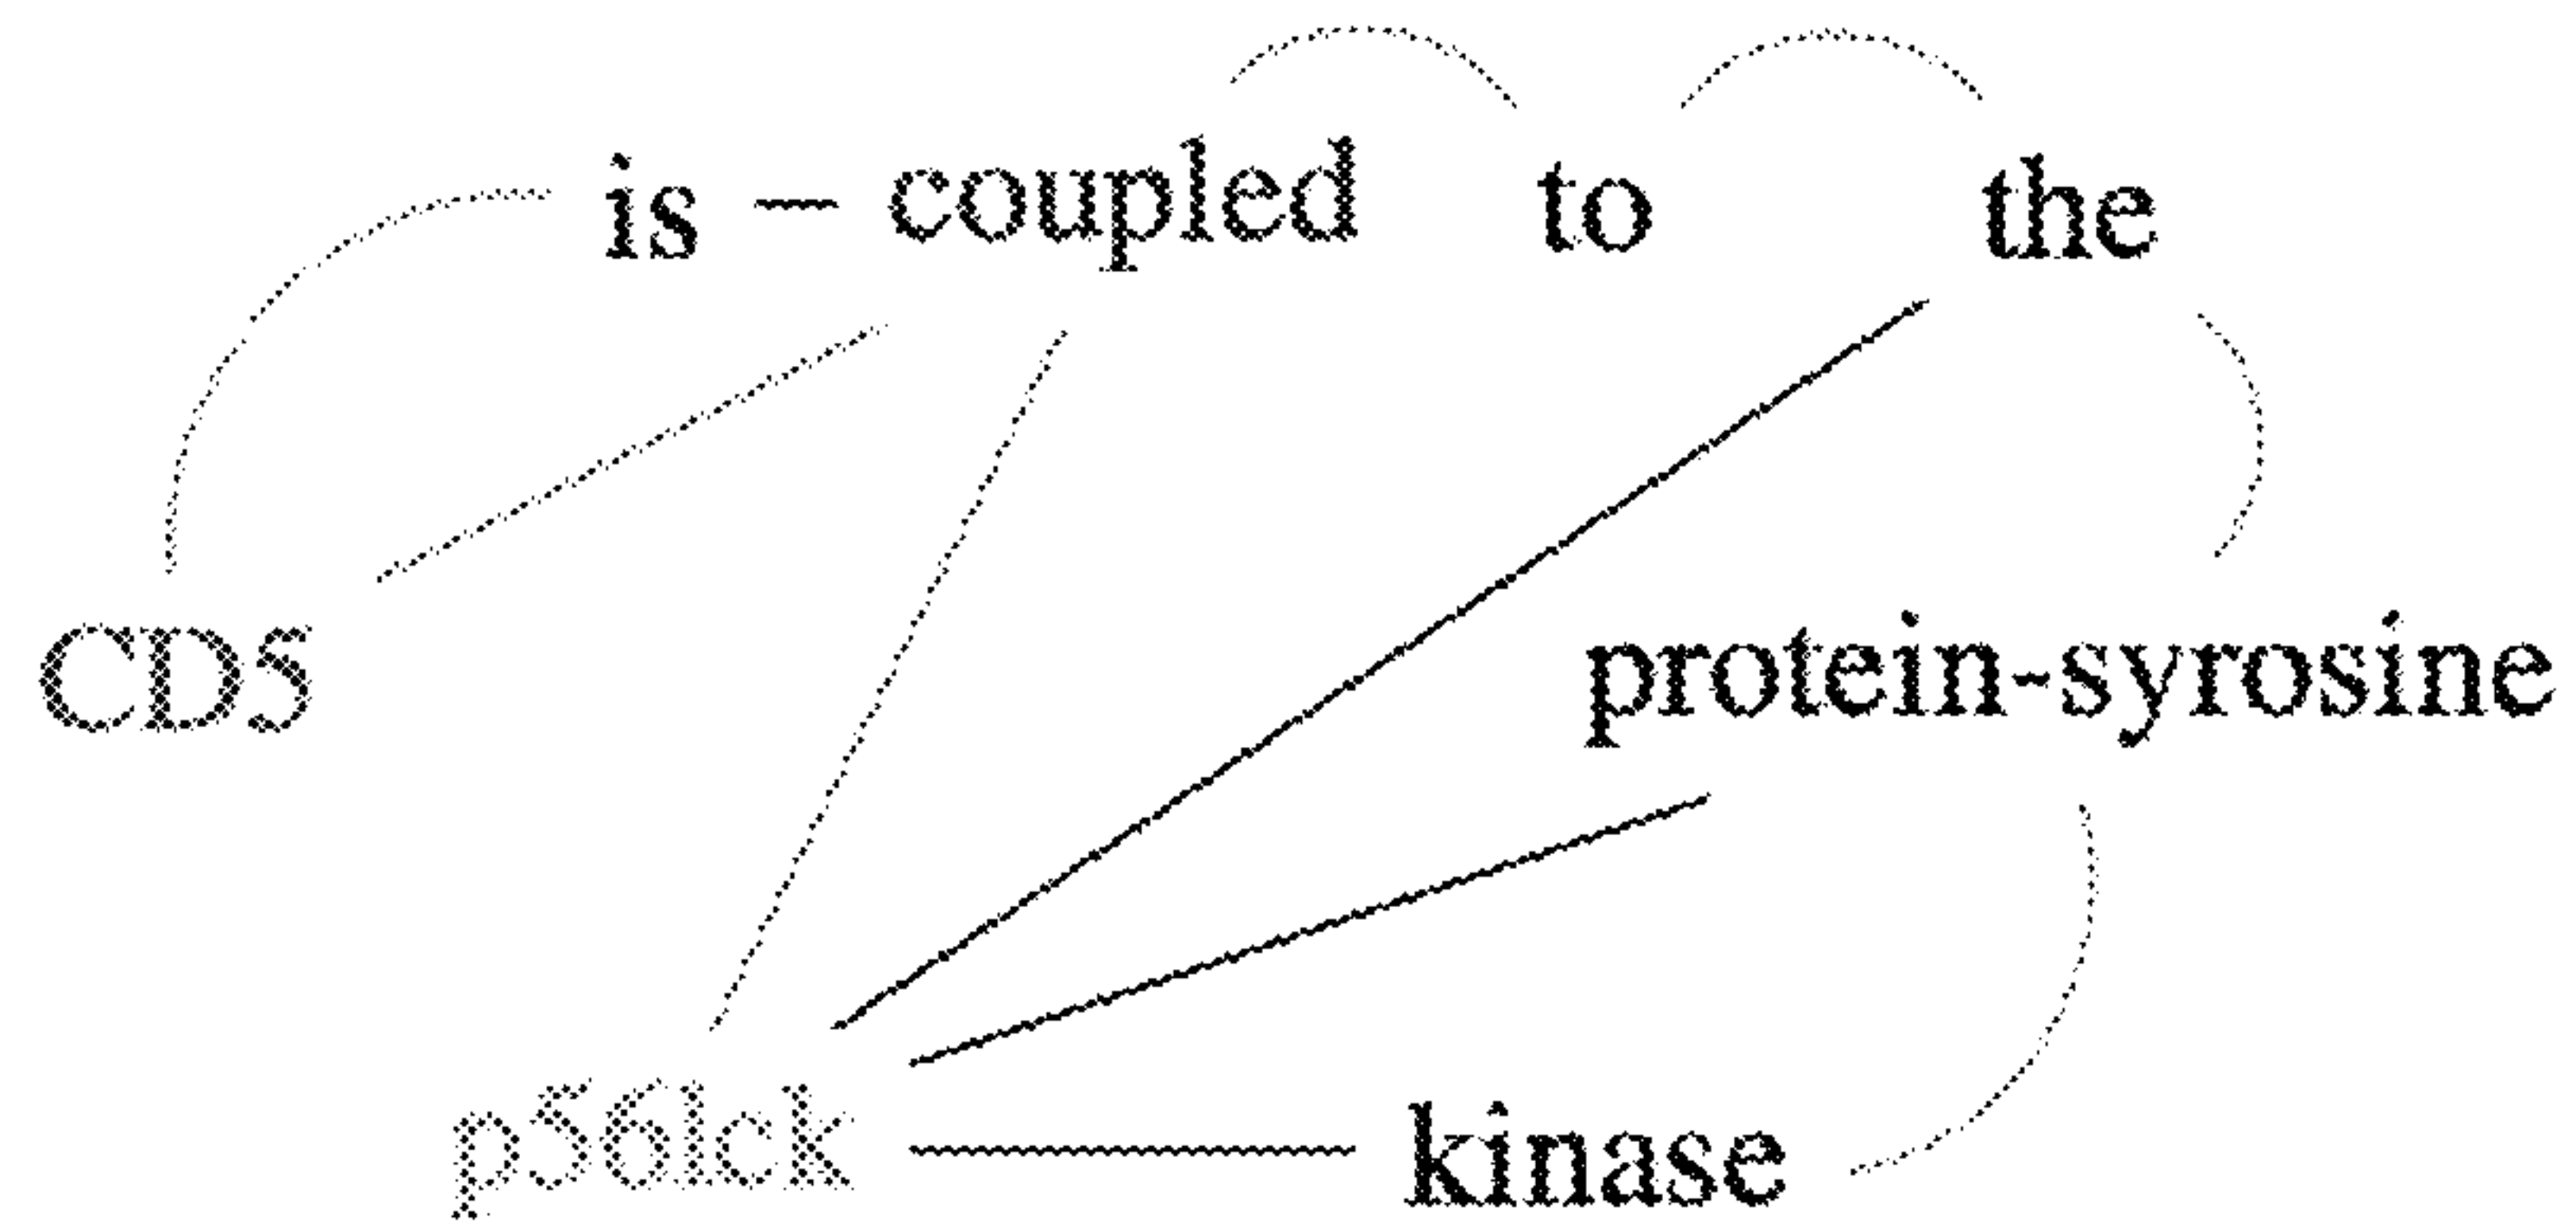 is – coupled to the
CD5 protein-syrosine
p56lck kinase